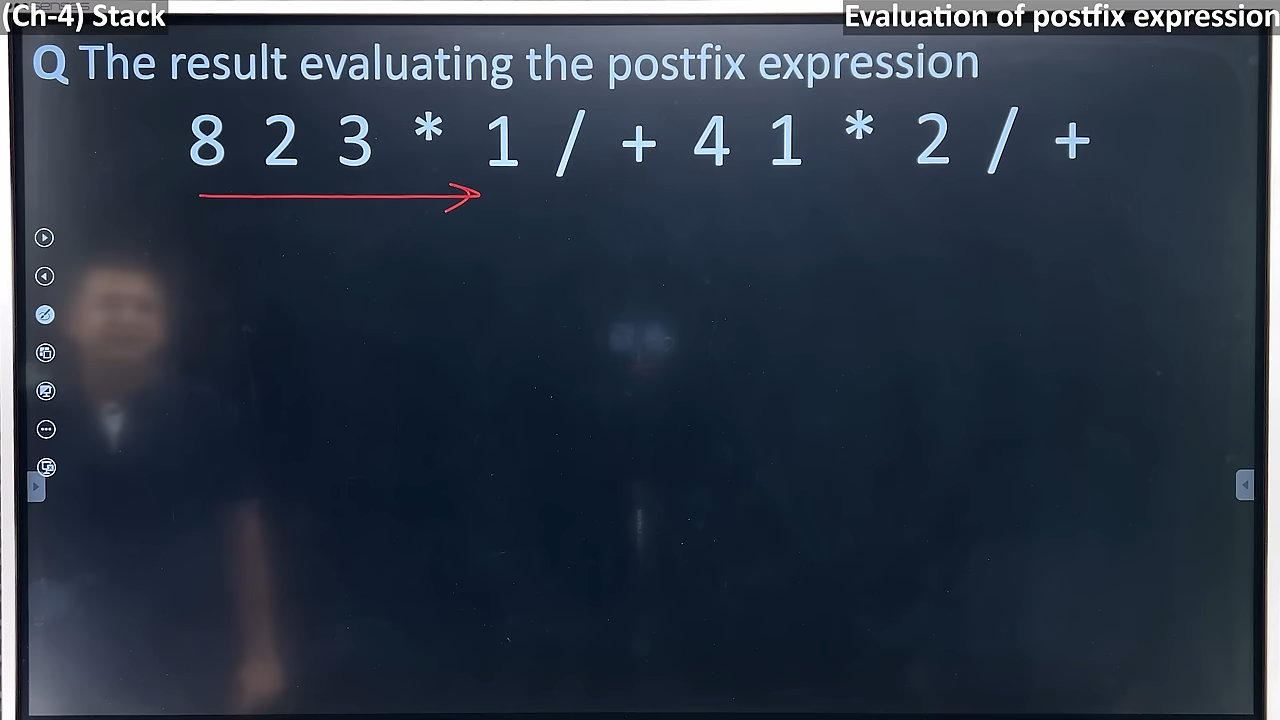 (Ch-4) Stack
Evaluation of postfix expression
Q The result evaluating the postfix expression
8 2 3 * 1 / + 4 1 * 2 / +